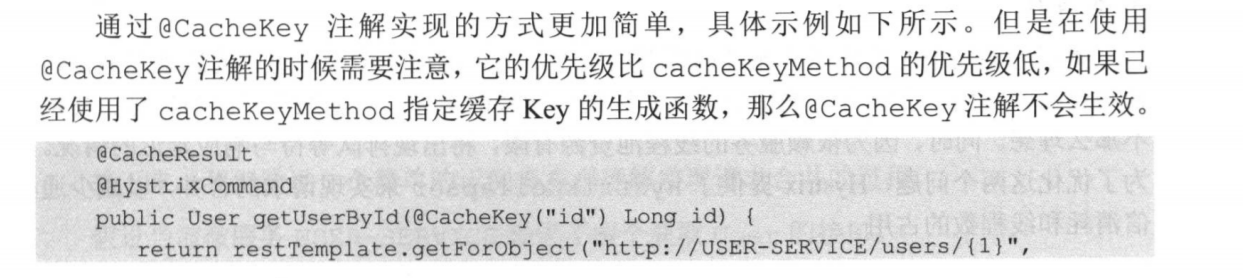 通过@CacheKey 注解实现的方式更加简单，具体示例如下所示。但是在使用
@CacheKey 注解的时候需要注意，它的优先级比 cacheKeyMethod 的优先级低，如果已
经使用了 cacheKeyMethod 指定缓存 Key 的生成函数，那么@CacheKey 注解不会生效。
@CacheResult
@HystrixCommand
public User getUserById(@CacheKey("id") Long id) {
return restTemplate.getForObject("http://USER-SERVICE/users/{1}",